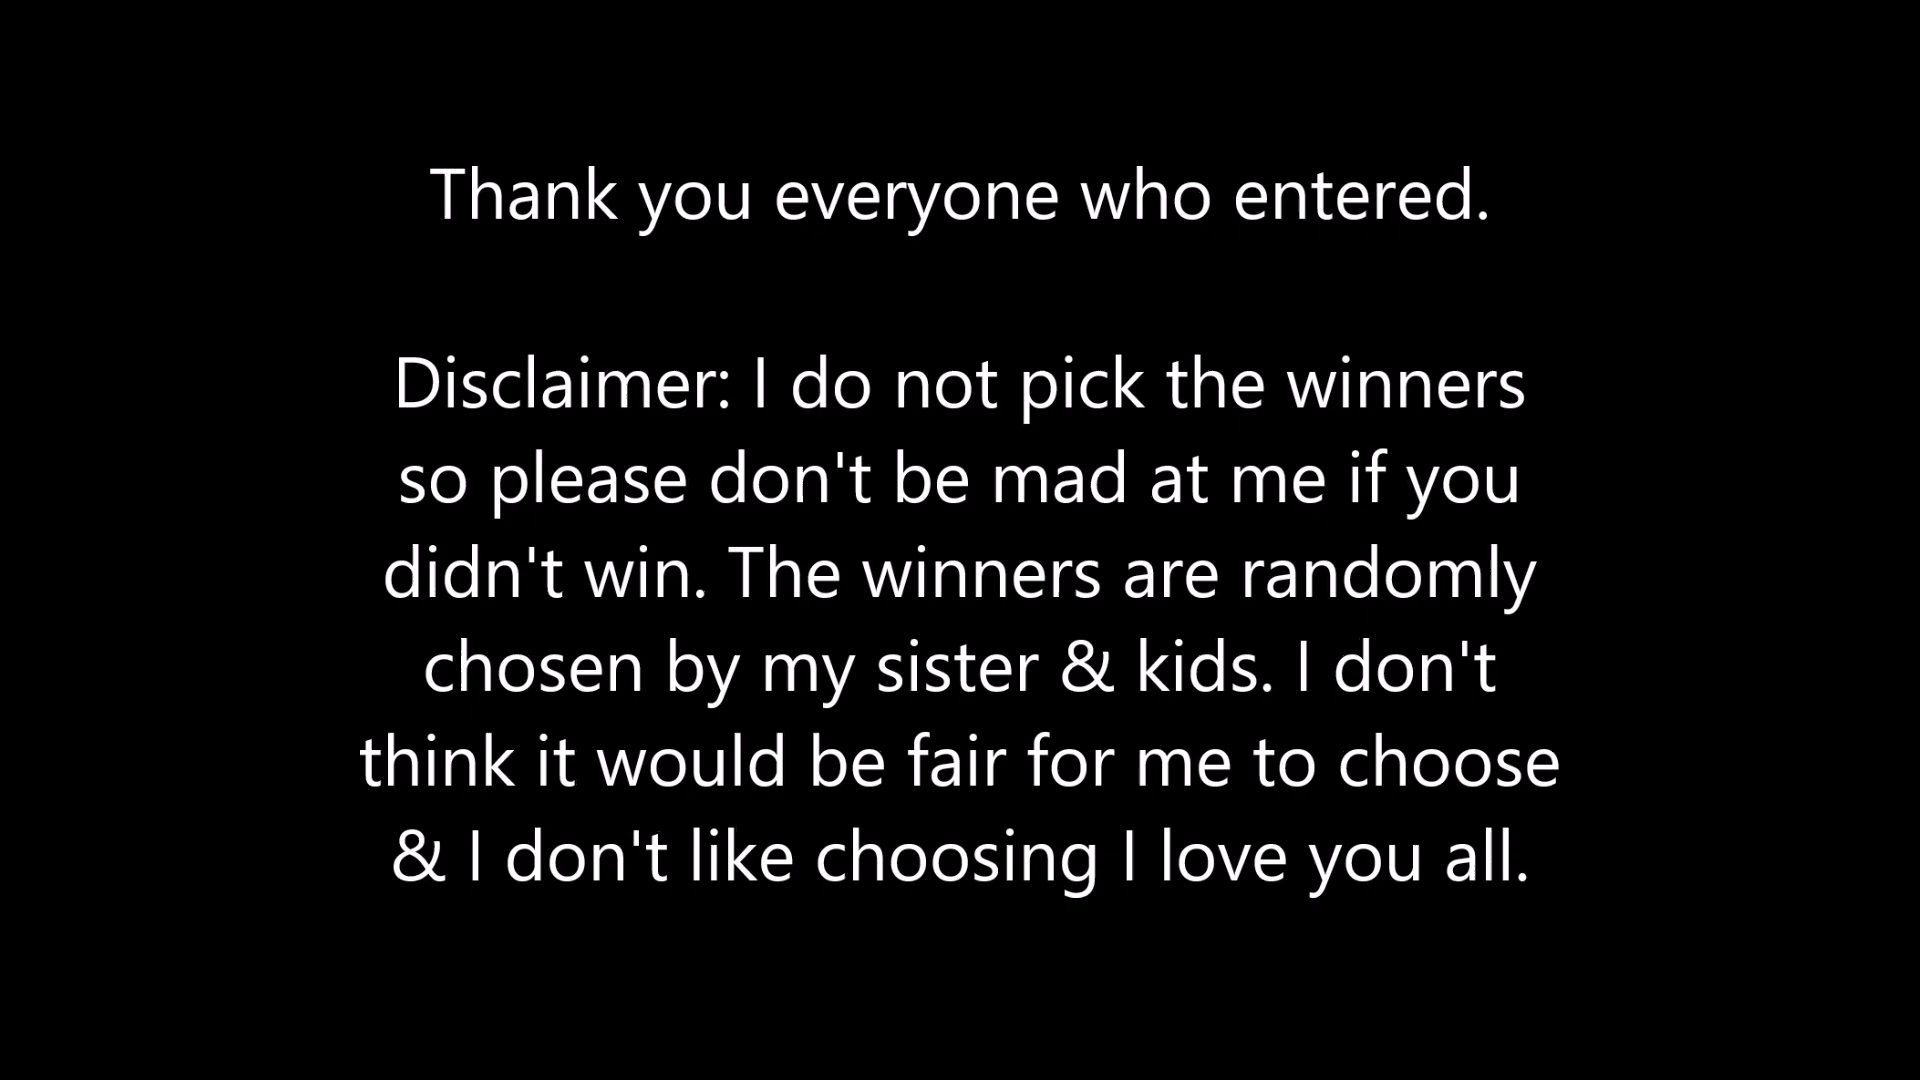 Thank you everyone who entered.
Disclaimer: I do not pick the winners
so please don't be mad at me if you
didn't win. The winners are randomly
chosen by my sister & kids. I don't
think it would be fair for me to choose
& I don't like choosing I love you all.